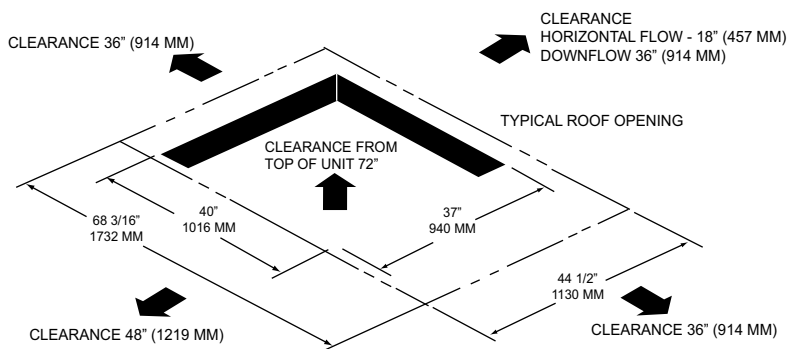 CLEARANCE
HORIZONTAL FLOW - 18” (457 MM)
DOWNFLOW 36” (914 MM)
CLEARANCE 36” (914 MM)
TYPICAL ROOF OPENING
CLEARANCE FROM
TOP OF UNIT 72”
40”
1016 MM
37”
940 MM
68 3/16”
1732 MM
44 1/2”
1130 MM
CLEARANCE 48” (1219 MM)
CLEARANCE 36” (914 MM)